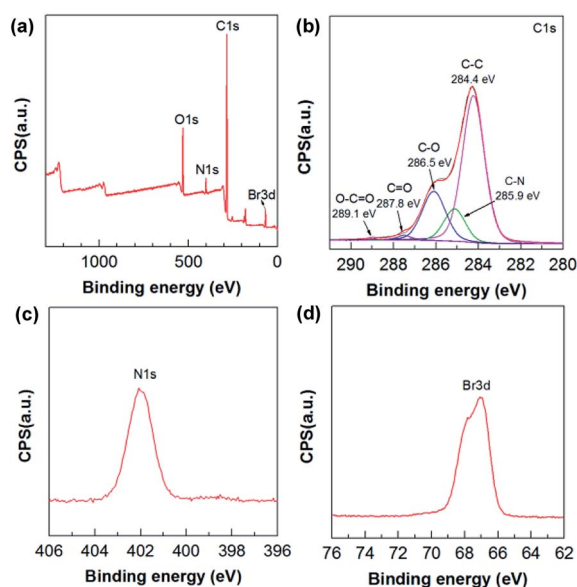 (a)
C1s
O1s
N1s
Br3d
CPS(a.u.)
1000 500 0
Binding energy (eV)
(b)
C1s
C-C
284.4 eV
C-O
286.5 eV
C=O
287.8 eV
O-C=O
289.1 eV
C-N
285.9 eV
CPS(a.u.)
290 288 286 284 282 280
Binding energy (eV)
(c)
N1s
CPS(a.u.)
406 404 402 400 398 396
Binding energy (eV)
(d)
Br3d
CPS(a.u.)
76 74 72 70 68 66 64 62
Binding energy (eV)